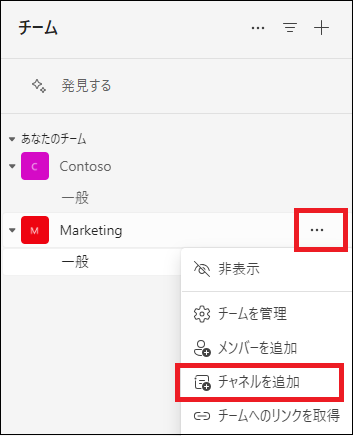 チーム
発見する
あなたのチーム
C Contoso
一般
M Marketing
一般
非表示
チームを管理
メンバーを追加
チャネルを追加
チームへのリンクを取得